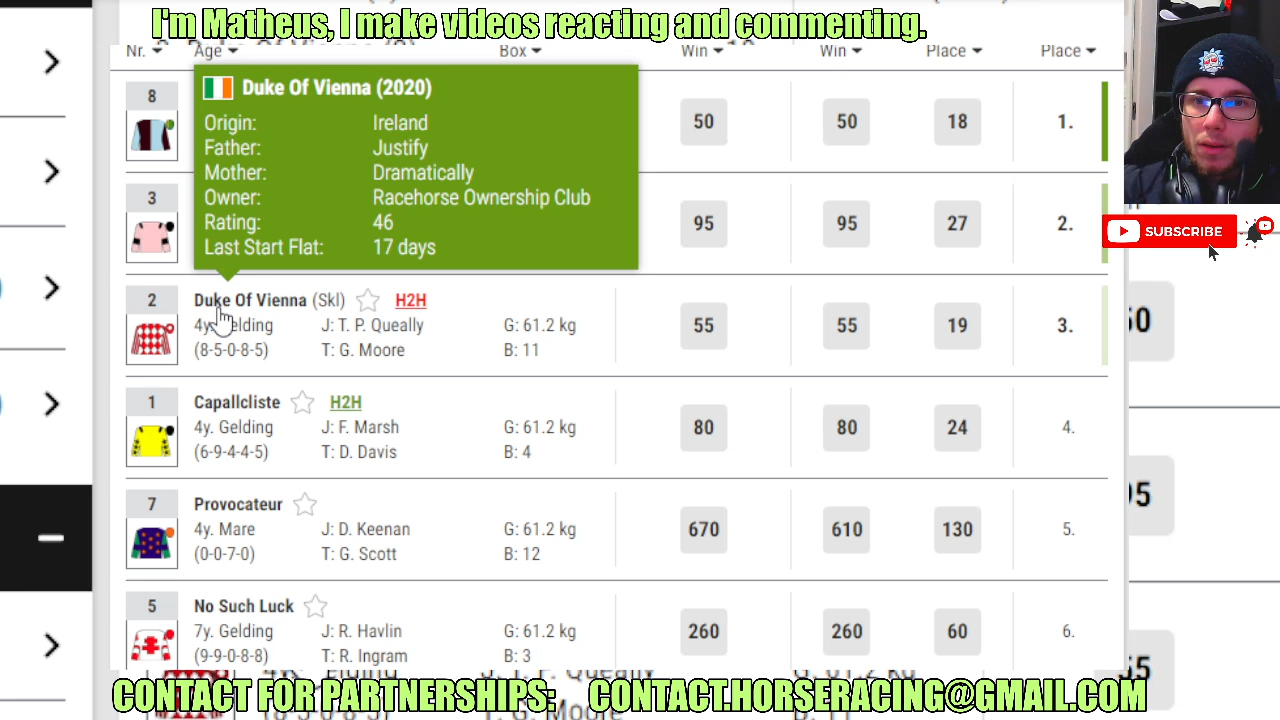 I'm Matheus, I make videos reacting and commenting.
Nr. Age Box Win Win Place Place
Duke Of Vienna (2020)
Origin: Ireland
Father: Justify
Mother: Dramatically
Owner: Racehorse Ownership Club
Rating: 46
Last Start Flat: 17 days
8 50 50 18 1.
3 95 95 27 2.
SUBSCRIBE
2 Duke Of Vienna (Skl) H2H
4y. Gelding J: T. P. Queally G: 61.2 kg 55 55 19 3.
(8-5-0-8-5) T: G. Moore B: 11
1 Capallcliste H2H
4y. Gelding J: F. Marsh G: 61.2 kg 80 80 24 4.
(6-9-4-4-5) T: D. Davis B: 4
7 Provocateur
4y. Mare J: D. Keenan G: 61.2 kg 670 610 130 5.
(0-0-7-0) T: G. Scott B: 12
5 No Such Luck
7y. Gelding J: R. Havlin G: 61.2 kg 260 260 60 6.
(9-9-0-8-8) T: R. Ingram B: 3
CONTACT FOR PARTNERSHIPS: CONTACT.HORSERACING@GMAIL.COM